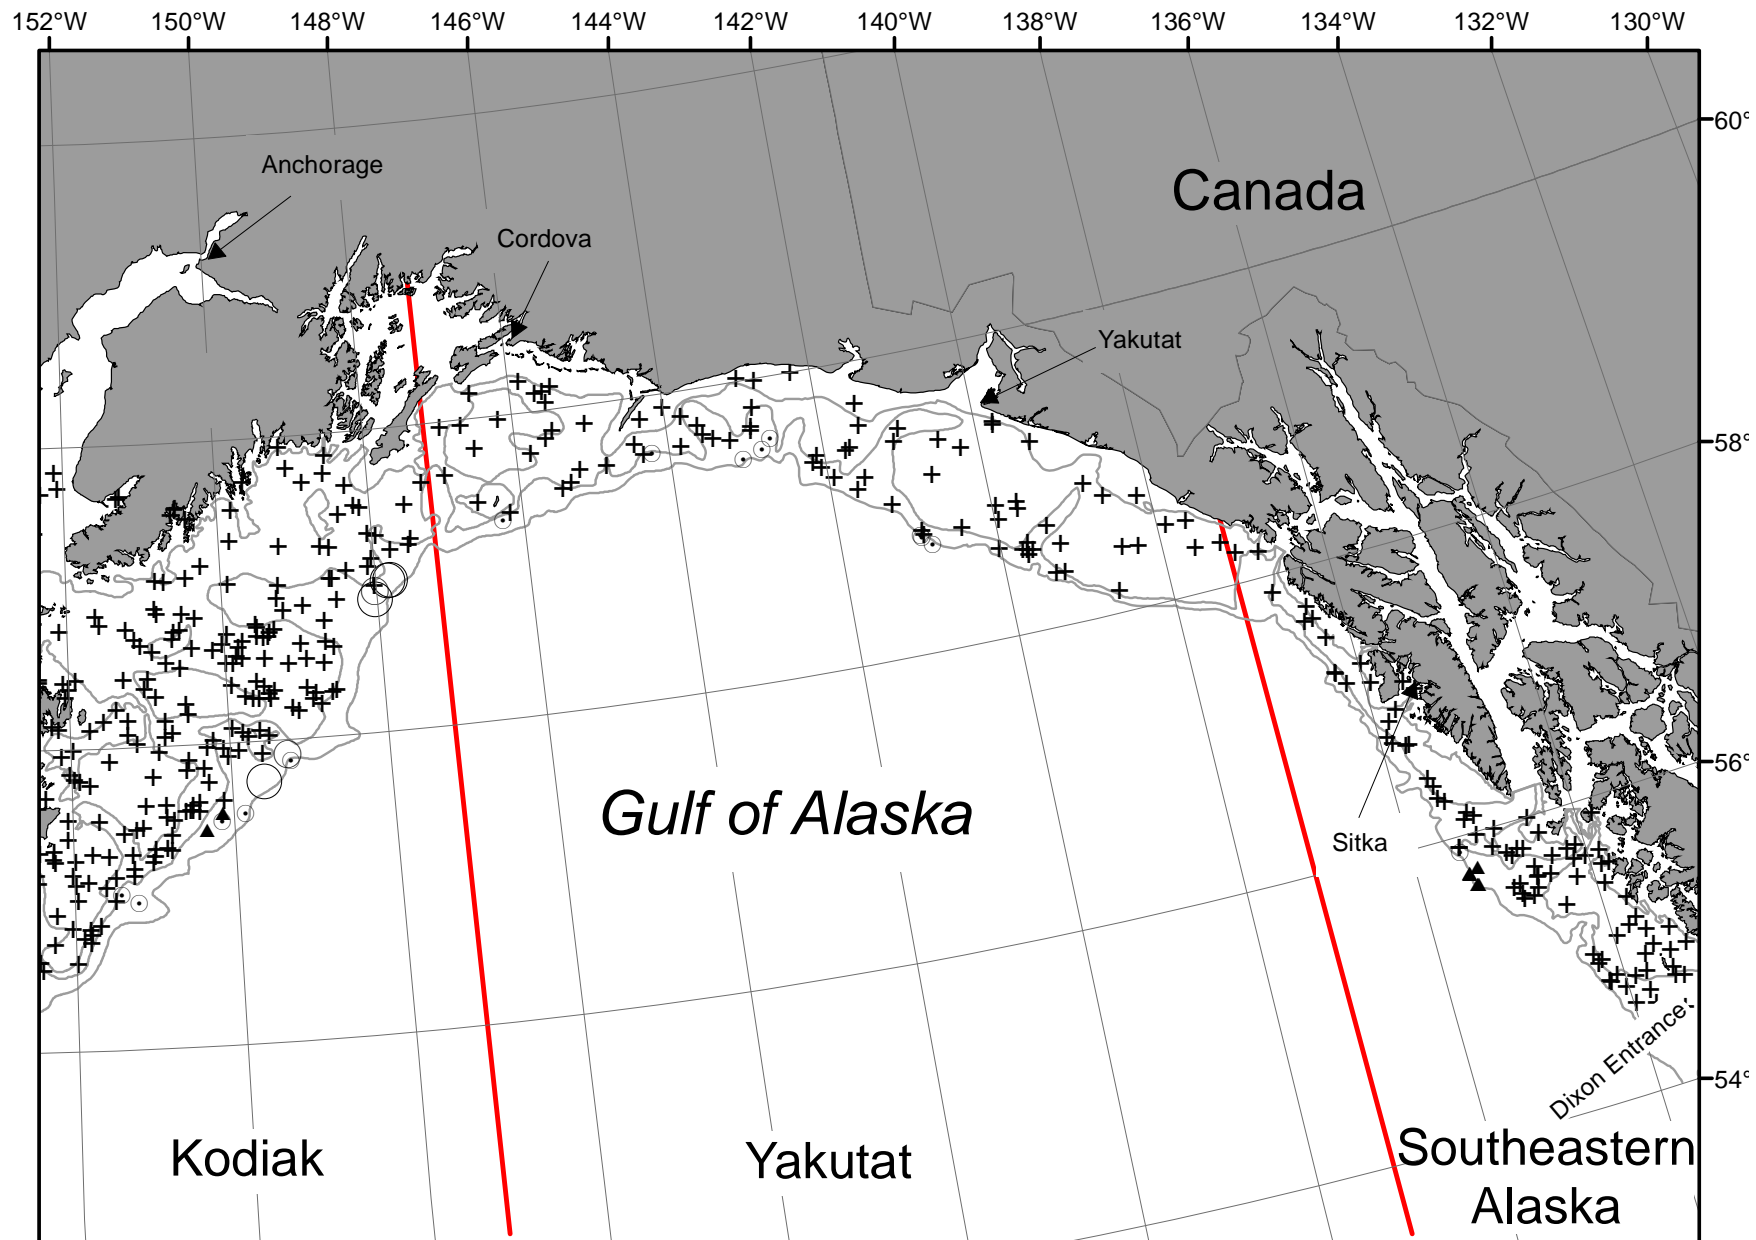 152°W 150°W 148°W 146°W 144°W 142°W 140°W 138°W 136°W 134°W 132°W 130°W
60°
Anchorage
Canada
Cordova
Yakutat
58°
56°
Gulf of Alaska
Sitka
54°
Dixon Entrance
Kodiak
Yakutat
Southeastern
Alaska